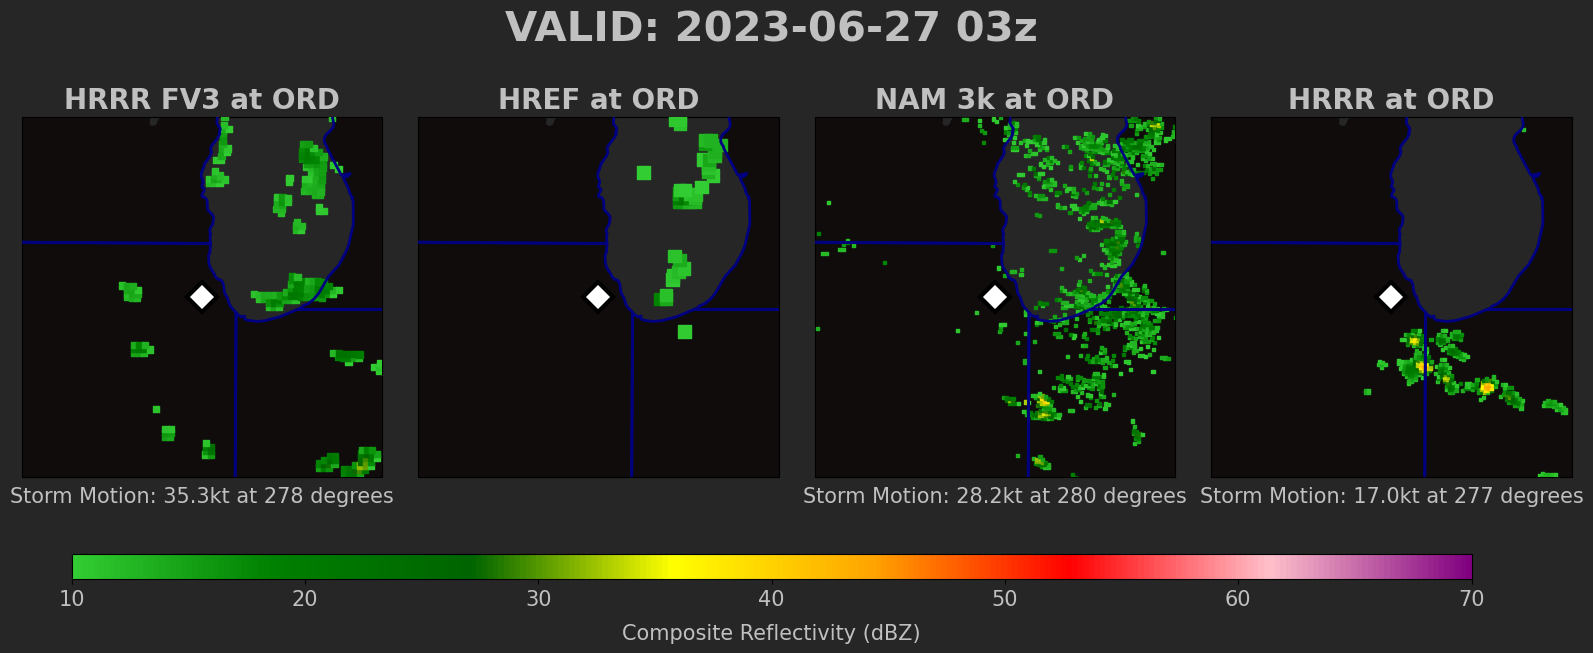 VALID: 2023-06-27 03z
HRRR FV3 at ORD
HREF at ORD
NAM 3k at ORD
HRRR at ORD
Storm Motion: 35.3kt at 278 degrees
Storm Motion: 28.2kt at 280 degrees
Storm Motion: 17.0kt at 277 degrees
10 20 30 40 50 60 70
Composite Reflectivity (dBZ)